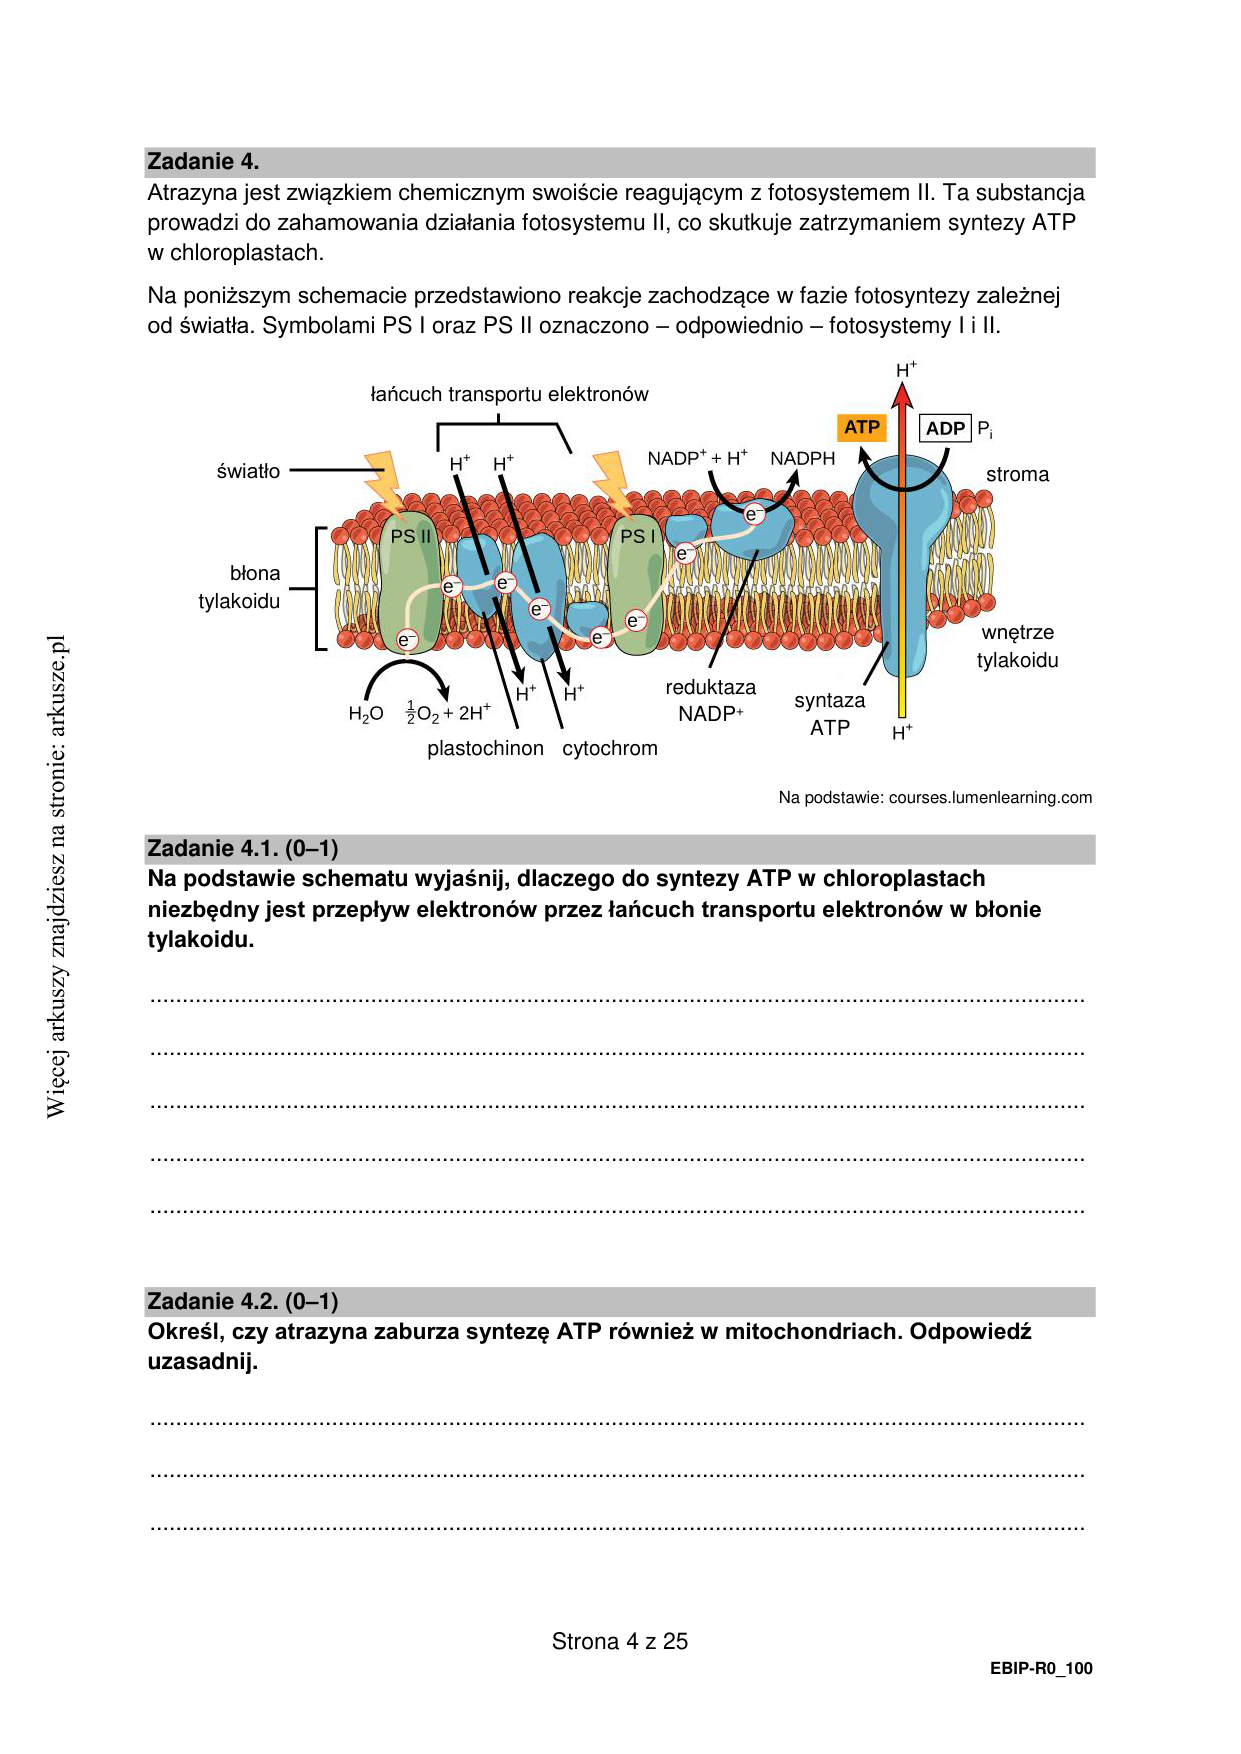 Zadanie 4.
Atrazyna jest związkiem chemicznym swoiście reagującym z fotosystemem II. Ta substancja
prowadzi do zahamowania działania fotosystemu II, co skutkuje zatrzymaniem syntezy ATP
w chloroplastach.
Na poniższym schemacie przedstawiono reakcje zachodzące w fazie fotosyntezy zależnej
od światła. Symbolami PS I oraz PS II oznaczono – odpowiednio – fotosystemy I i II.
H⁺
łańcuch transportu elektronów
ATP ADP Pᵢ
światło H⁺ H⁺ NADP⁺ + H⁺ NADPH
stroma
e⁻
PS II PS I
e⁻
błona
tylakoidu
e⁻ e⁻
e⁻
e⁻ e⁻ e⁻
wnętrze
tylakoidu
H₂O ½O₂ + 2H⁺ H⁺ H⁺
reduktaza
NADP⁺
syntaza
ATP
H⁺
plastochinon cytochrom
Na podstawie: courses.lumenlearning.com
Zadanie 4.1. (0–1)
Na podstawie schematu wyjaśnij, dlaczego do syntezy ATP w chloroplastach
niezbędny jest przepływ elektronów przez łańcuch transportu elektronów w błonie
tylakoidu.
....................................................................................................
....................................................................................................
....................................................................................................
....................................................................................................
....................................................................................................
Zadanie 4.2. (0–1)
Określ, czy atrazyna zaburza syntezę ATP również w mitochondriach. Odpowiedź
uzasadnij.
....................................................................................................
....................................................................................................
....................................................................................................
Strona 4 z 25
EBIP-R0_100
Więcej arkuszy znajdziesz na stronie: arkusze.pl